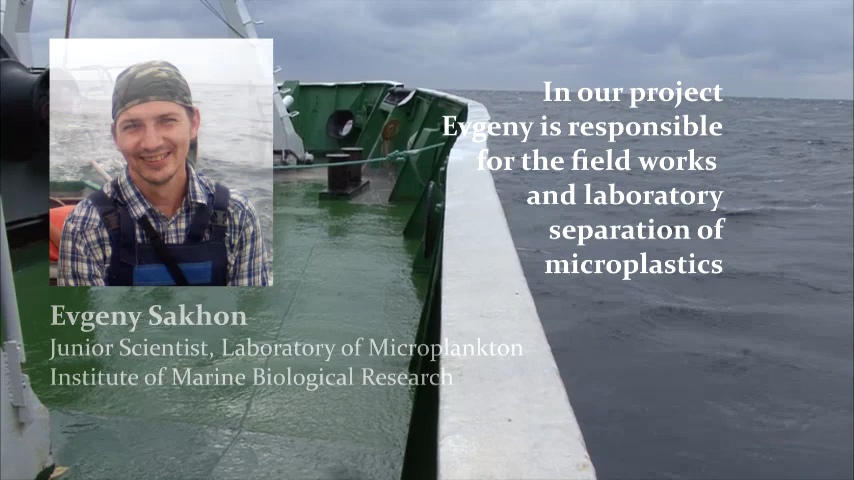 In our project
Evgeny is responsible
for the field works
and laboratory
separation of
microplastics
Evgeny Sakhon
Junior Scientist, Laboratory of Microplankton
Institute of Marine Biological Research